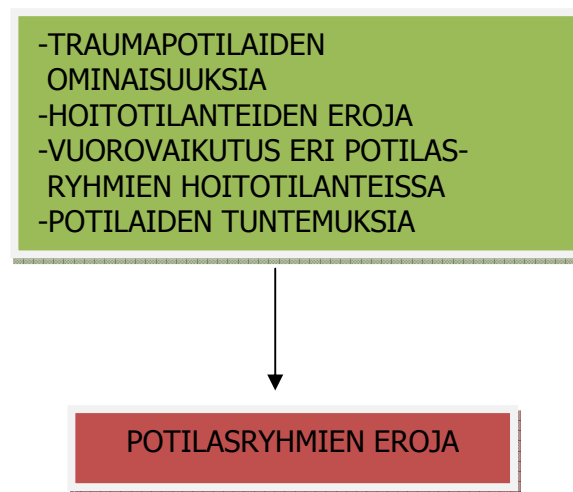 -TRAUMAPOTILAIDEN
OMINAISUUKSIA
-HOITOTILANTEIDEN EROJA
-VUOROVAIKUTUS ERI POTILAS-
RYHMIEN HOITOTILANTEISSA
-POTILAIDEN TUNTEMUKSIA
POTILASRYHMIEN EROJA